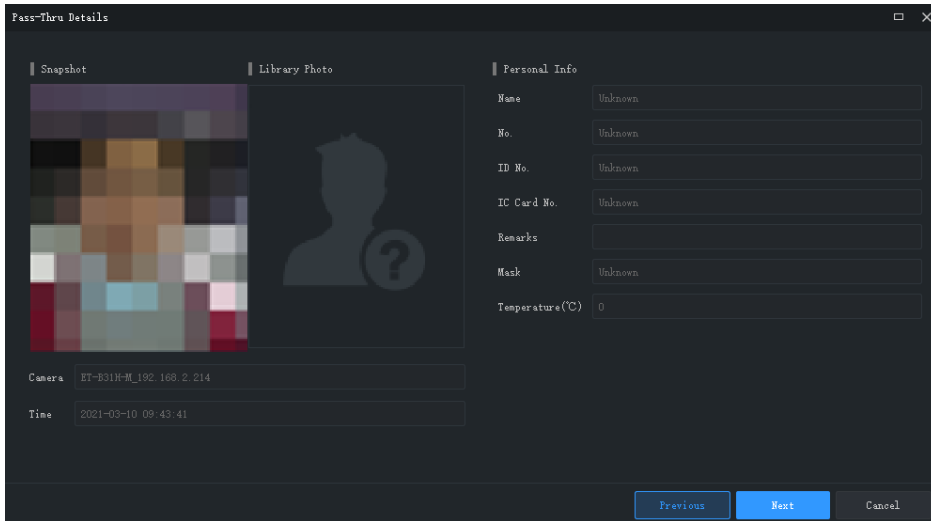 Pass-Thru Details
Snapshot
Library Photo
Personal Info
Name Unknown
No. Unknown
ID No. Unknown
IC Card No. Unknown
Remarks
Mask Unknown
Temperature(℃) 0
Camera ET-B31H-M_192.168.2.214
Time 2021-03-10 09:43:41
Previous
Next
Cancel